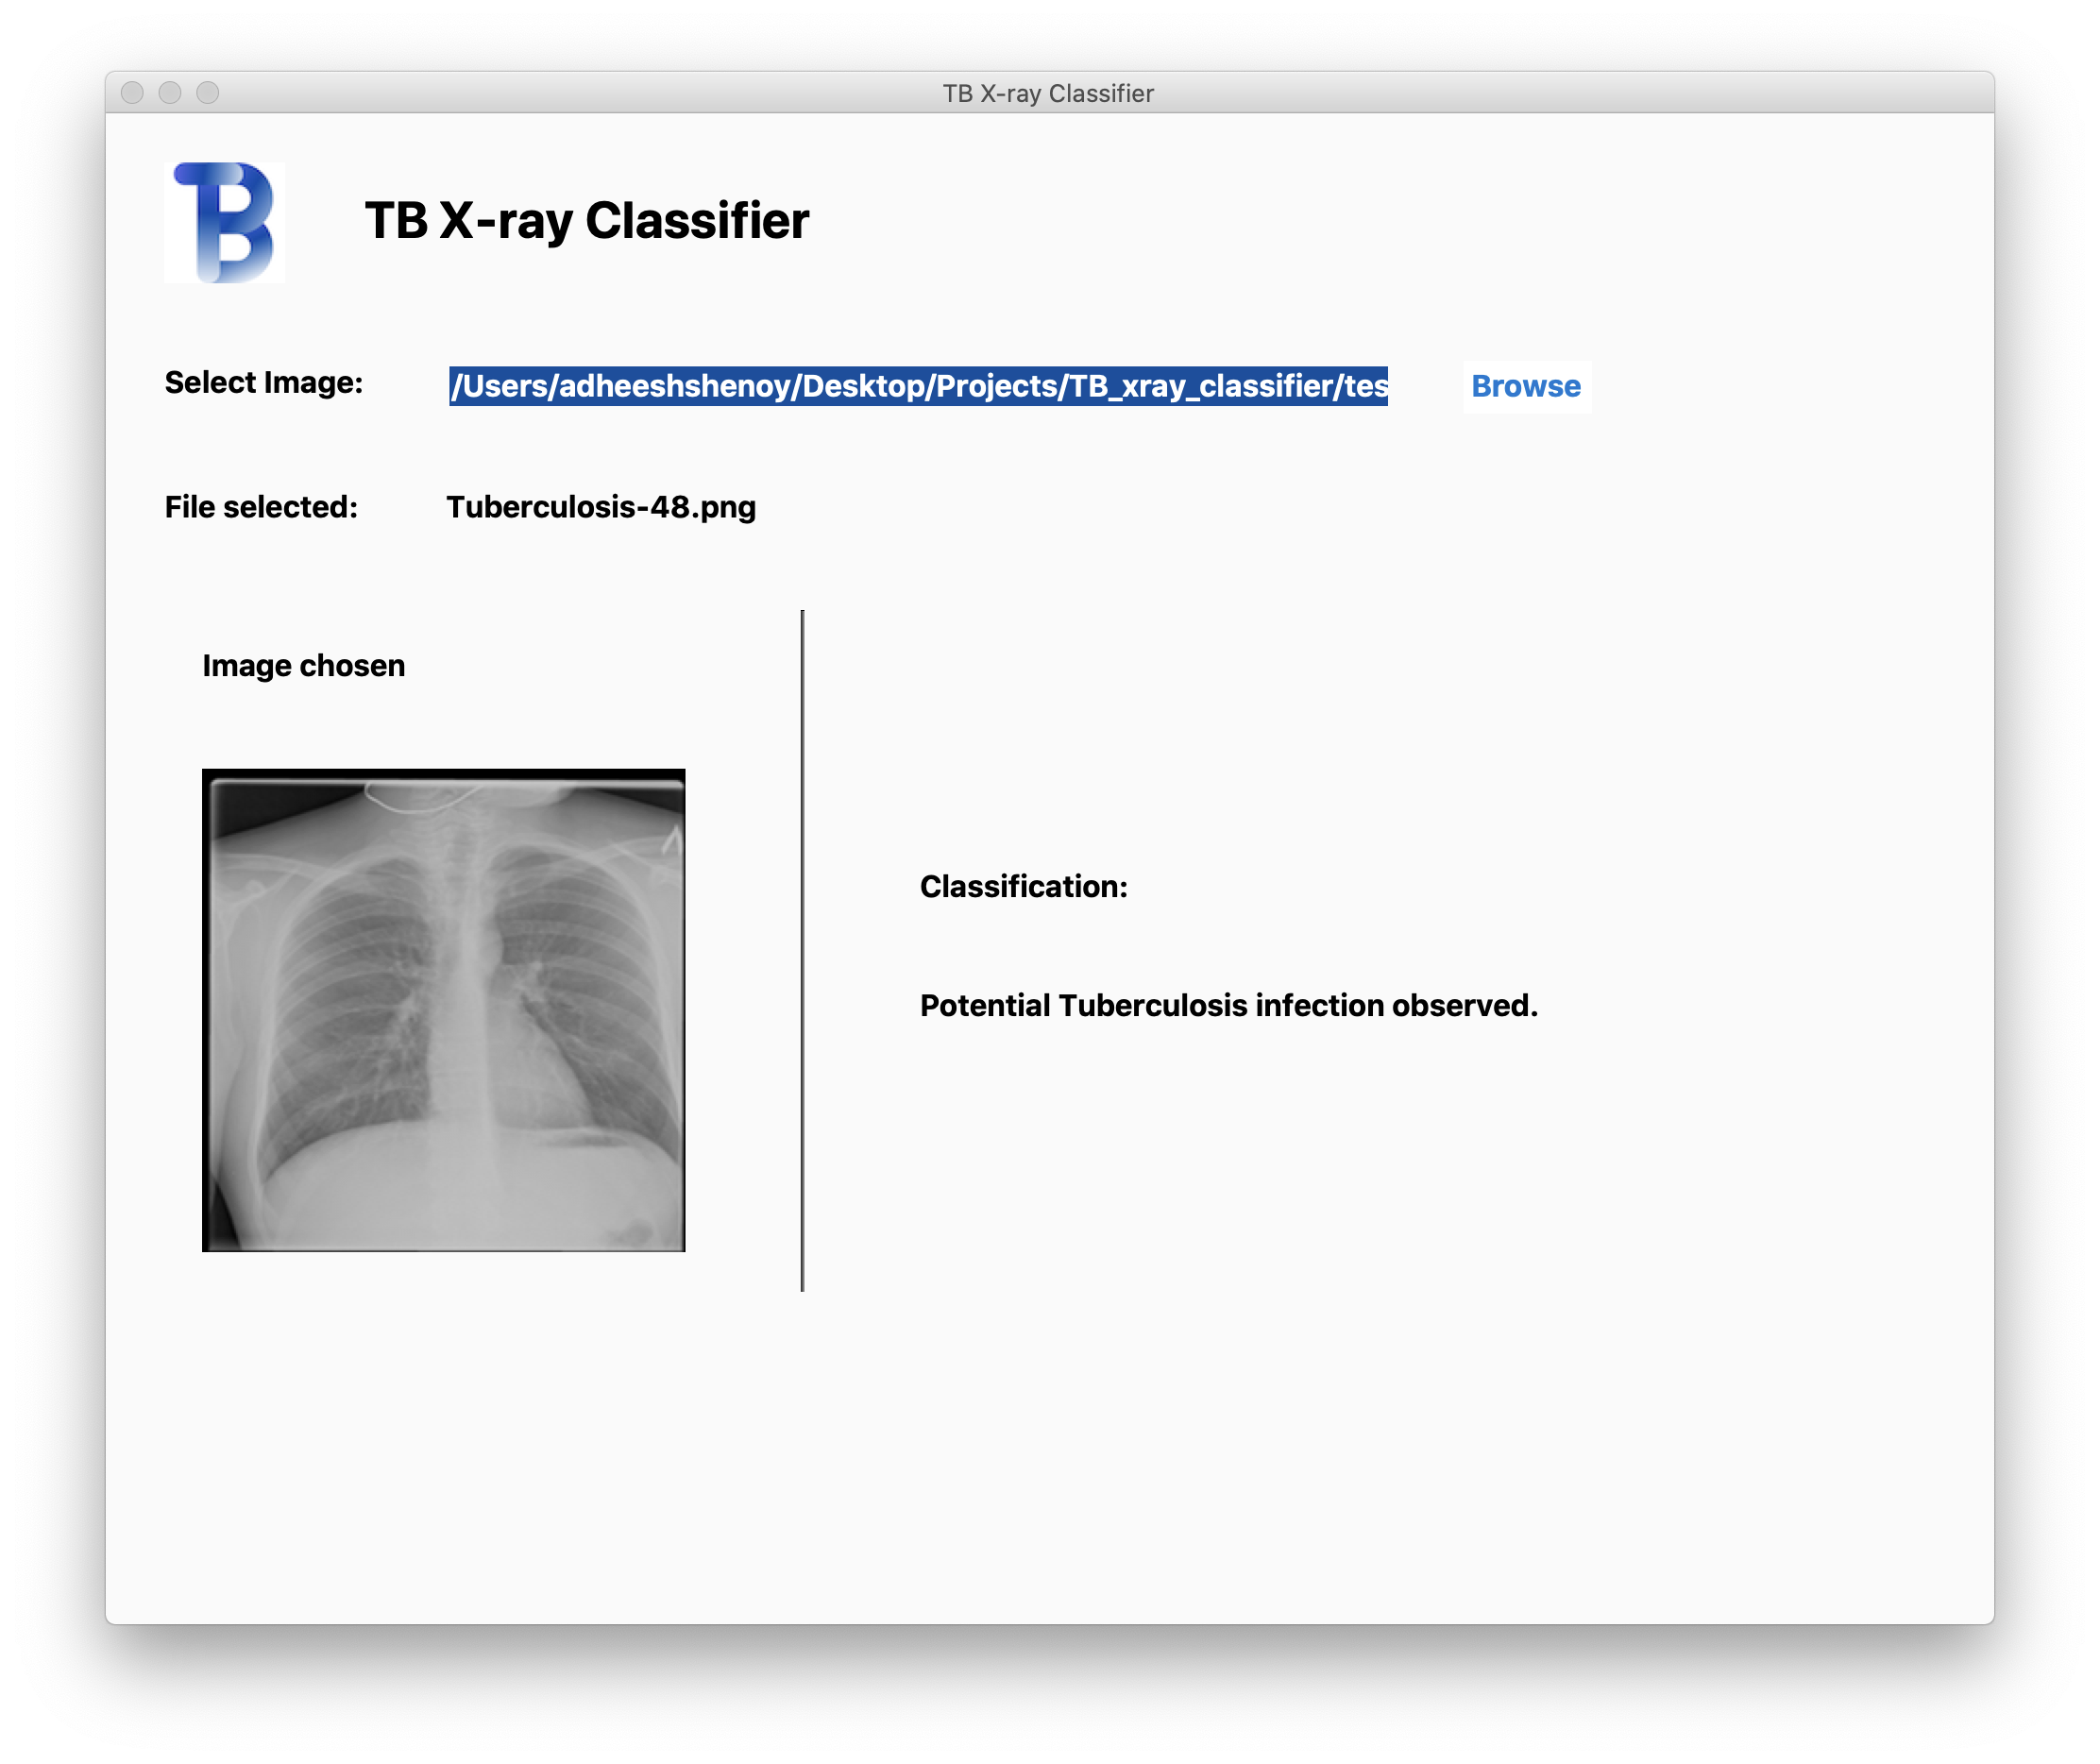 TB X-ray Classifier
TB
TB X-ray Classifier
Select Image: /Users/adheeshshenoy/Desktop/Projects/TB_xray_classifier/tes Browse
File selected: Tuberculosis-48.png
Image chosen
Classification:
Potential Tuberculosis infection observed.